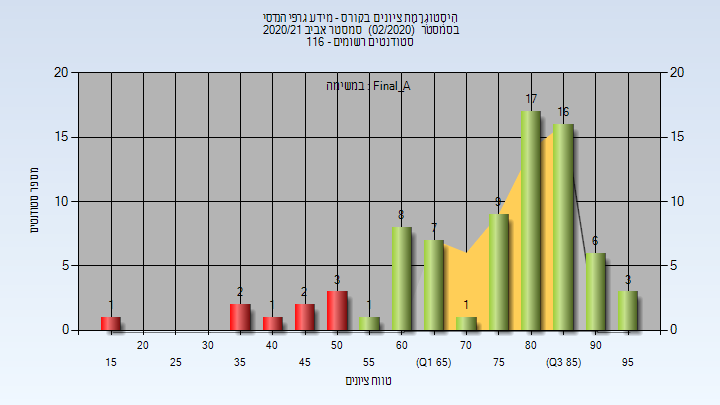 היסטוגרמת ציונים בקורס - מידע גרפי הנדסי
בסמסטר (02/2020) סמסטר אביב 2020/21
סטודנטים רשומים - 116
במשימה : Final_A
20 20
15 15
10 10
5 5
0 0
מספר סטודנטים
1 2 1 2 3 1 8 7 1 9 17 16 6 3
20 30 40 50 60 70 80 90
15 25 35 45 55 (Q1 65) 75 (Q3 85) 95
טווח ציונים